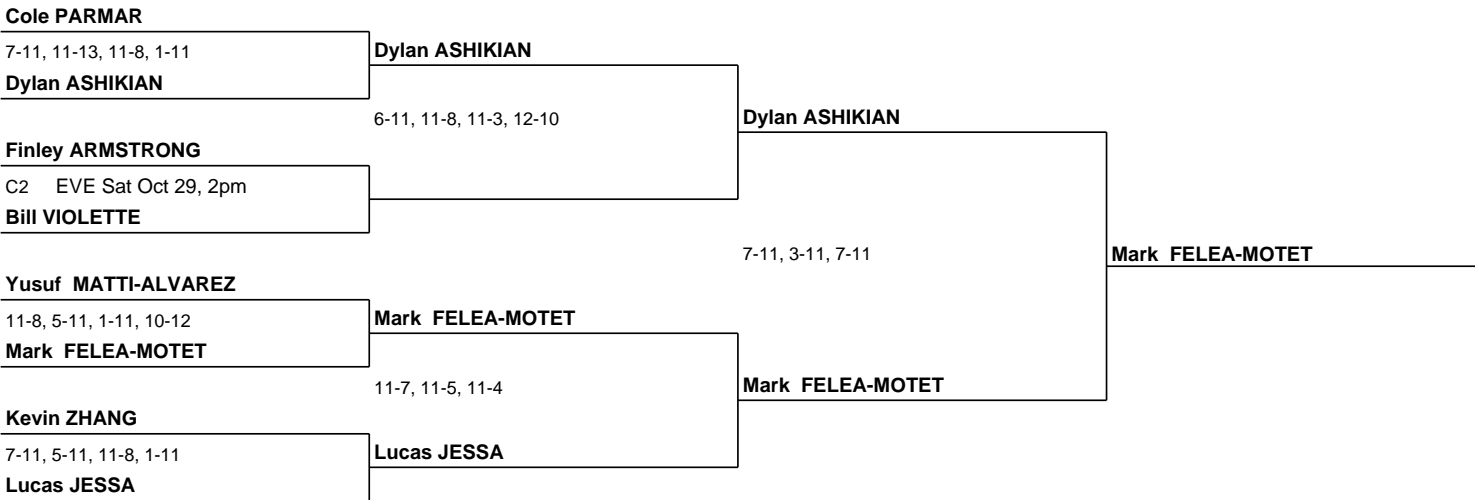 Cole PARMAR
7-11, 11-13, 11-8, 1-11
Dylan ASHIKIAN
Dylan ASHIKIAN
6-11, 11-8, 11-3, 12-10
Dylan ASHIKIAN
Finley ARMSTRONG
C2 EVE Sat Oct 29, 2pm
Bill VIOLETTE
7-11, 3-11, 7-11
Mark FELEA-MOTET
Yusuf MATTI-ALVAREZ
11-8, 5-11, 1-11, 10-12
Mark FELEA-MOTET
Mark FELEA-MOTET
11-7, 11-5, 11-4
Mark FELEA-MOTET
Kevin ZHANG
7-11, 5-11, 11-8, 1-11
Lucas JESSA
Lucas JESSA